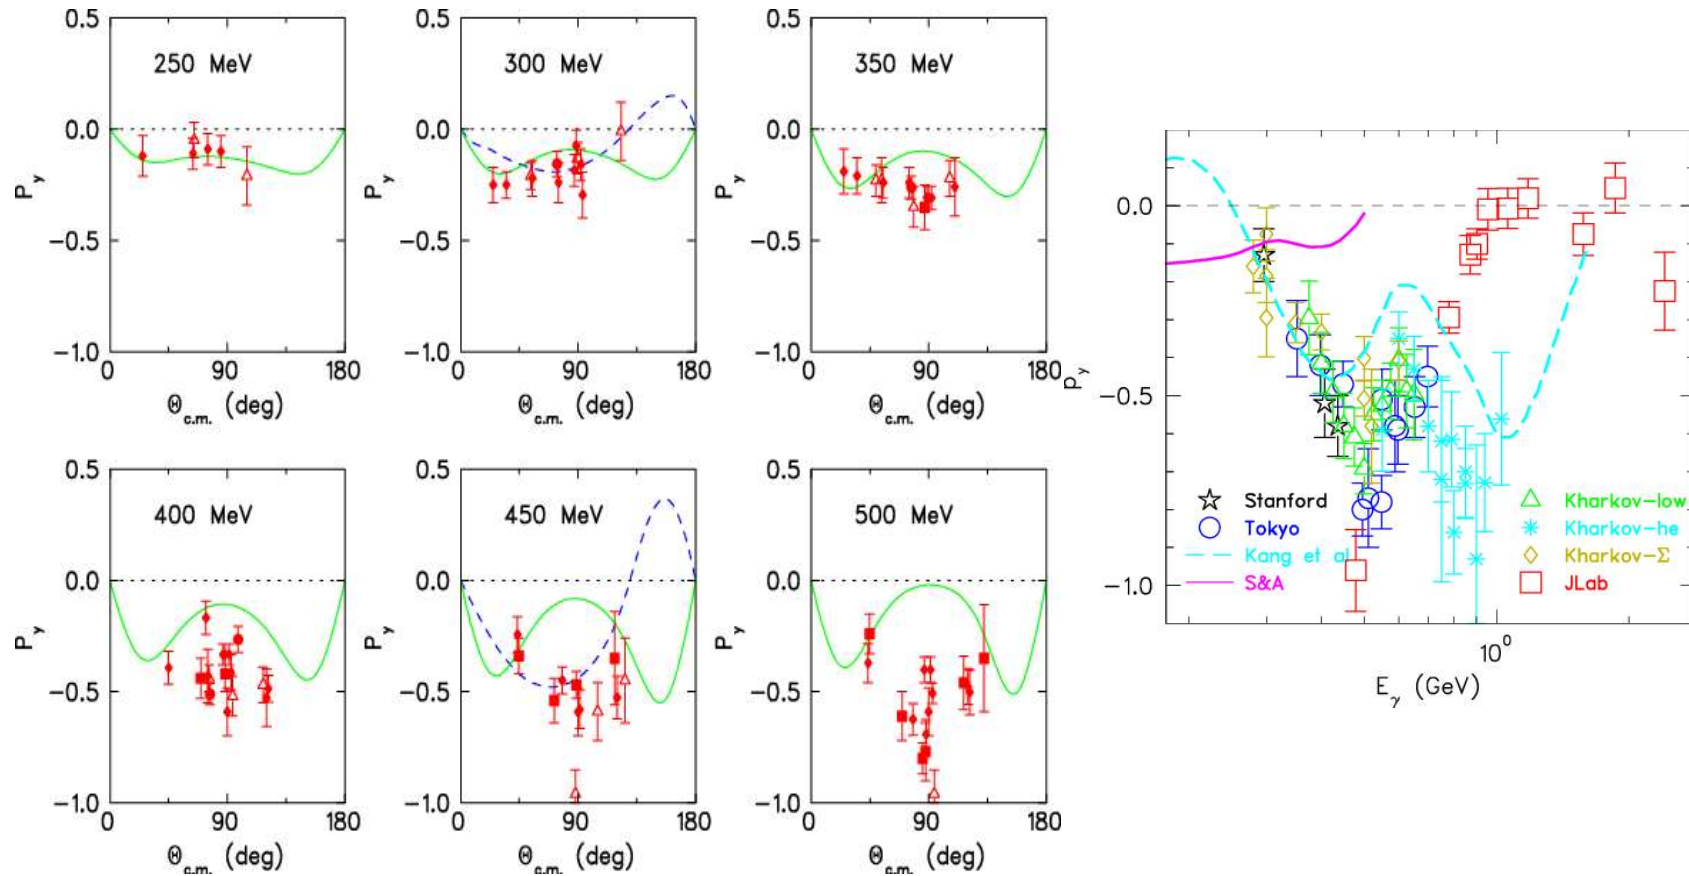 0.5 0.5 0.5
250 MeV 300 MeV 350 MeV
0.0 0.0 0.0
P_y P_y P_y
−0.5 −0.5 −0.5
−1.0 −1.0 −1.0
0 90 180 0 90 180 0 90 180
Θ_c.m. (deg) Θ_c.m. (deg) Θ_c.m. (deg)
0.5 0.5 0.5
400 MeV 450 MeV 500 MeV
0.0 0.0 0.0
P_y P_y P_y
−0.5 −0.5 −0.5
−1.0 −1.0 −1.0
0 90 180 0 90 180 0 90 180
Θ_c.m. (deg) Θ_c.m. (deg) Θ_c.m. (deg)
0.0
p_y
−0.5
Stanford Kharkov−low
Tokyo Kharkov−he
Kang et al Kharkov−Σ
S&A JLab
−1.0
10⁰
E_γ (GeV)